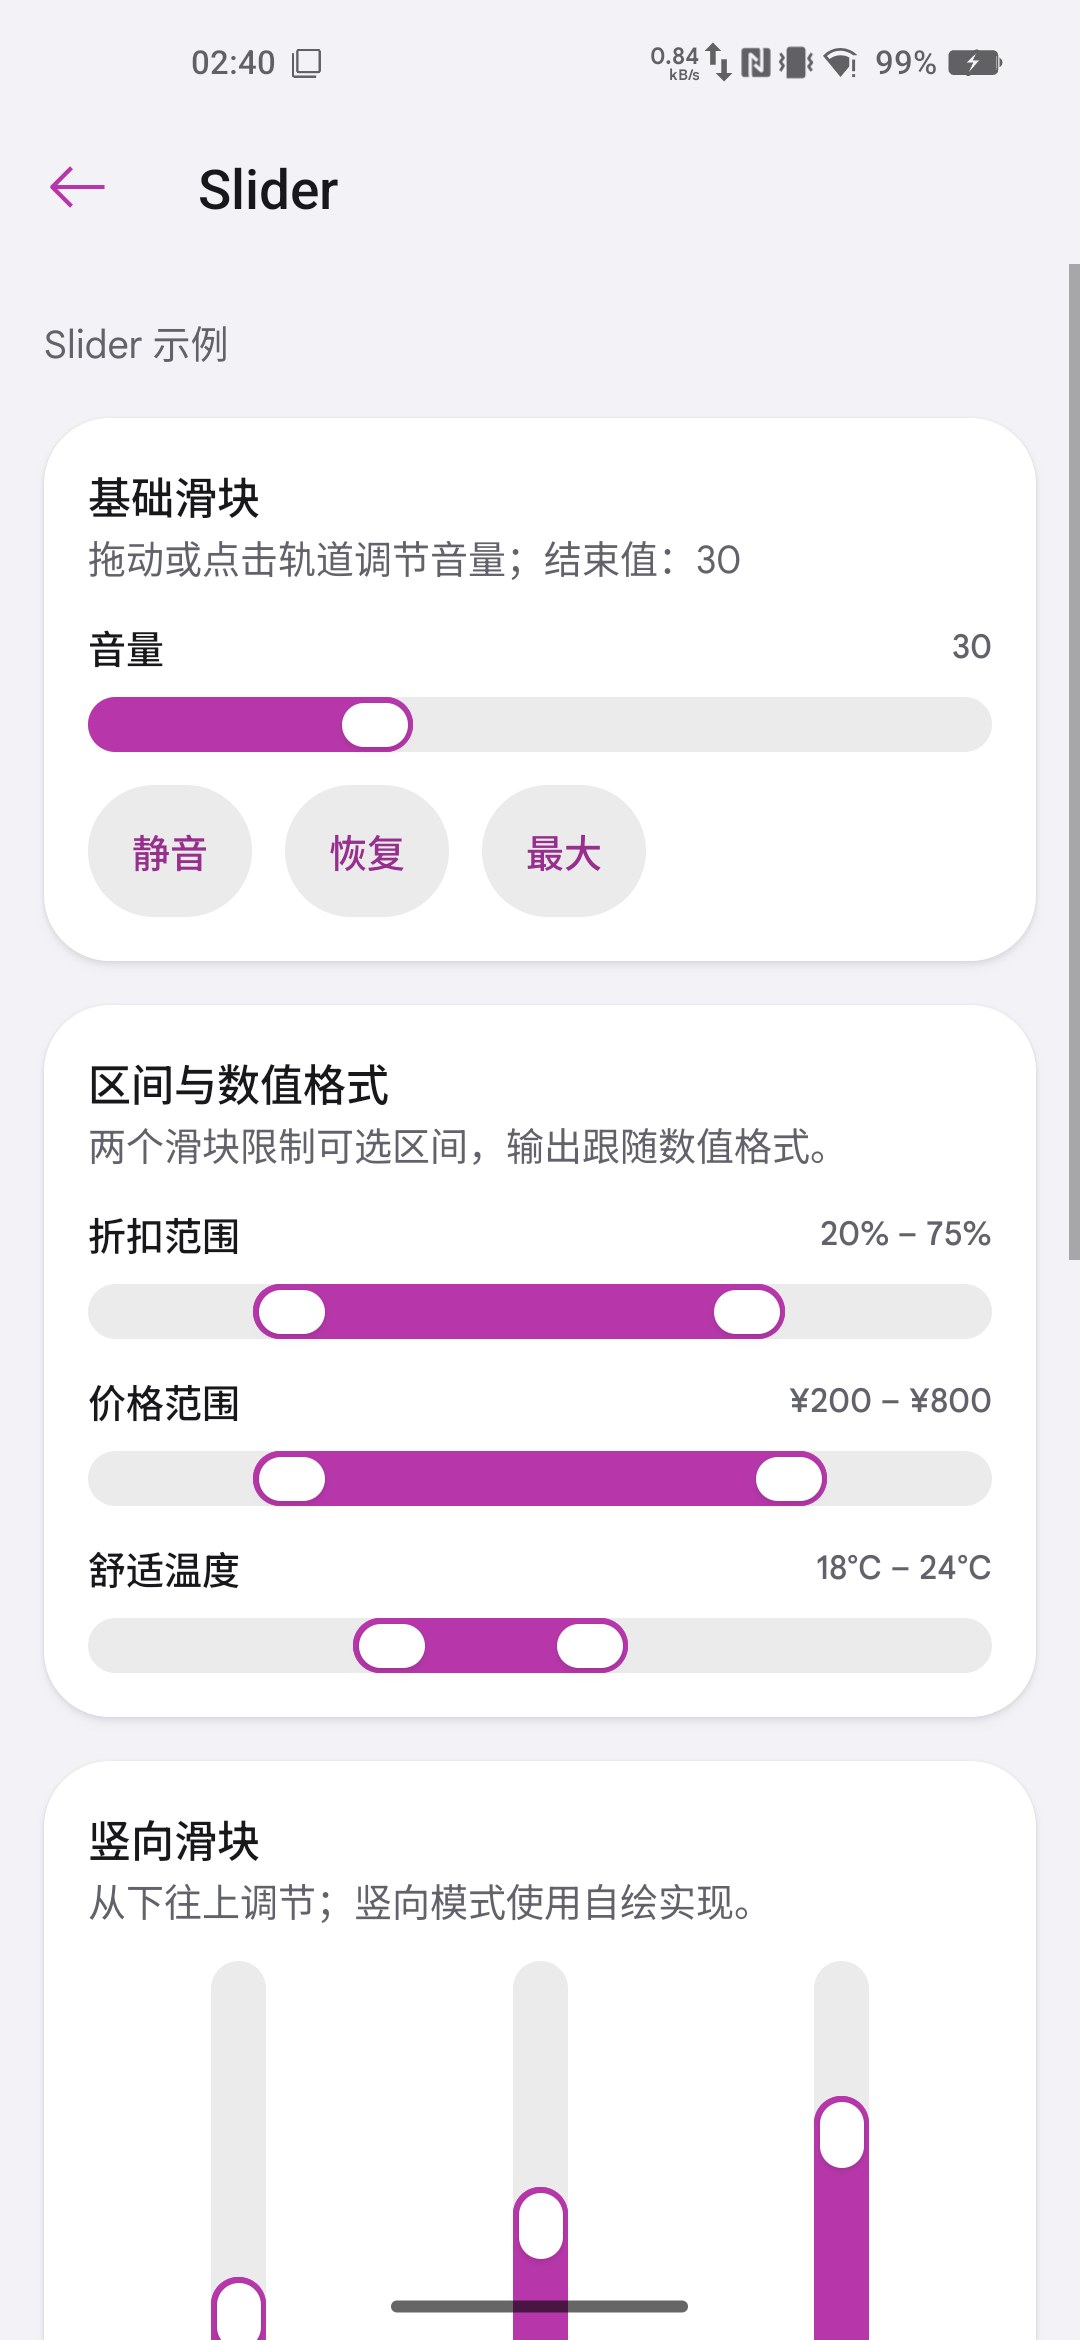 02:40
0.84 kB/s 99%
Slider
Slider 示例
基础滑块
拖动或点击轨道调节音量；结束值：30
音量 30
静音 恢复 最大
区间与数值格式
两个滑块限制可选区间，输出跟随数值格式。
折扣范围 20% – 75%
价格范围 ¥200 – ¥800
舒适温度 18°C – 24°C
竖向滑块
从下往上调节；竖向模式使用自绘实现。